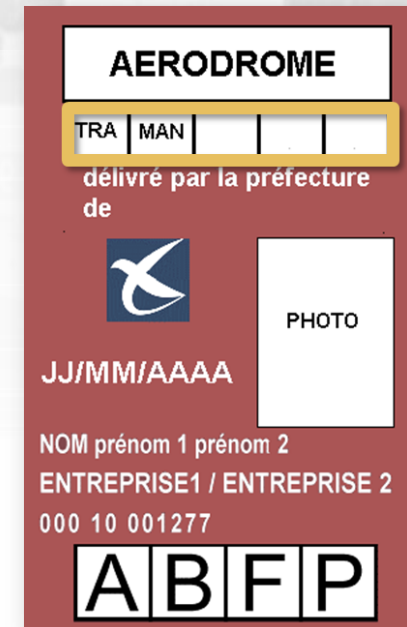 AERODROME
TRA MAN
délivré par la préfecture
de
PHOTO
JJ/MM/AAAA
NOM prénom 1 prénom 2
ENTREPRISE1 / ENTREPRISE 2
000 10 001277
A B F P